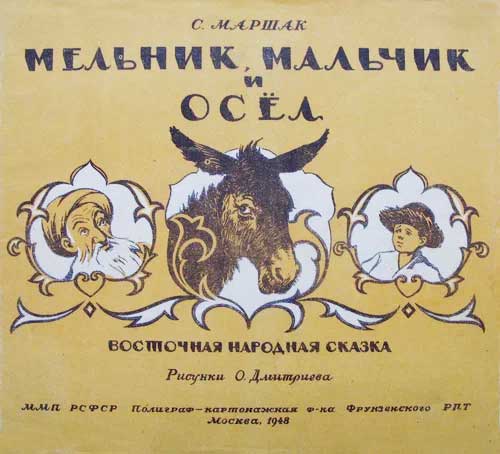 С. МАРШАК
МЕЛЬНИК, МАЛЬЧИК
И
ОСЁЛ
ВОСТОЧНАЯ НАРОДНАЯ СКАЗКА
Рисунки О. Дмитриева
ММП РСФСР Полиграф-картонажная ф-ка Фрунзенского РПТ
Москва, 1948